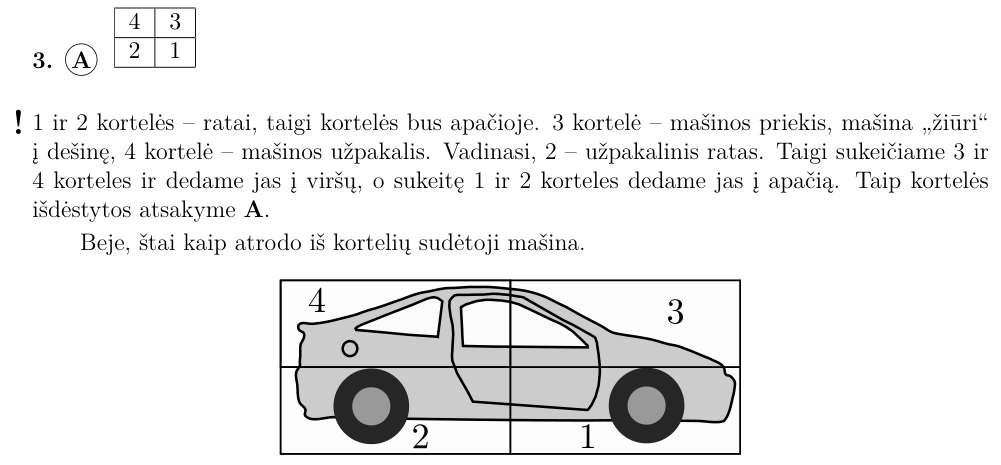 4 3
2 1
3. A
! 1 ir 2 kortelės – ratai, taigi kortelės bus apačioje. 3 kortelė – mašinos priekis, mašina „žiūri“
į dešinę, 4 kortelė – mašinos užpakalis. Vadinasi, 2 – užpakalinis ratas. Taigi sukeičiame 3 ir
4 korteles ir dedame jas į viršų, o sukeitę 1 ir 2 korteles dedame jas į apačią. Taip kortelės
išdėstytos atsakyme A.
Beje, štai kaip atrodo iš kortelių sudėtoji mašina.
4 3
2 1